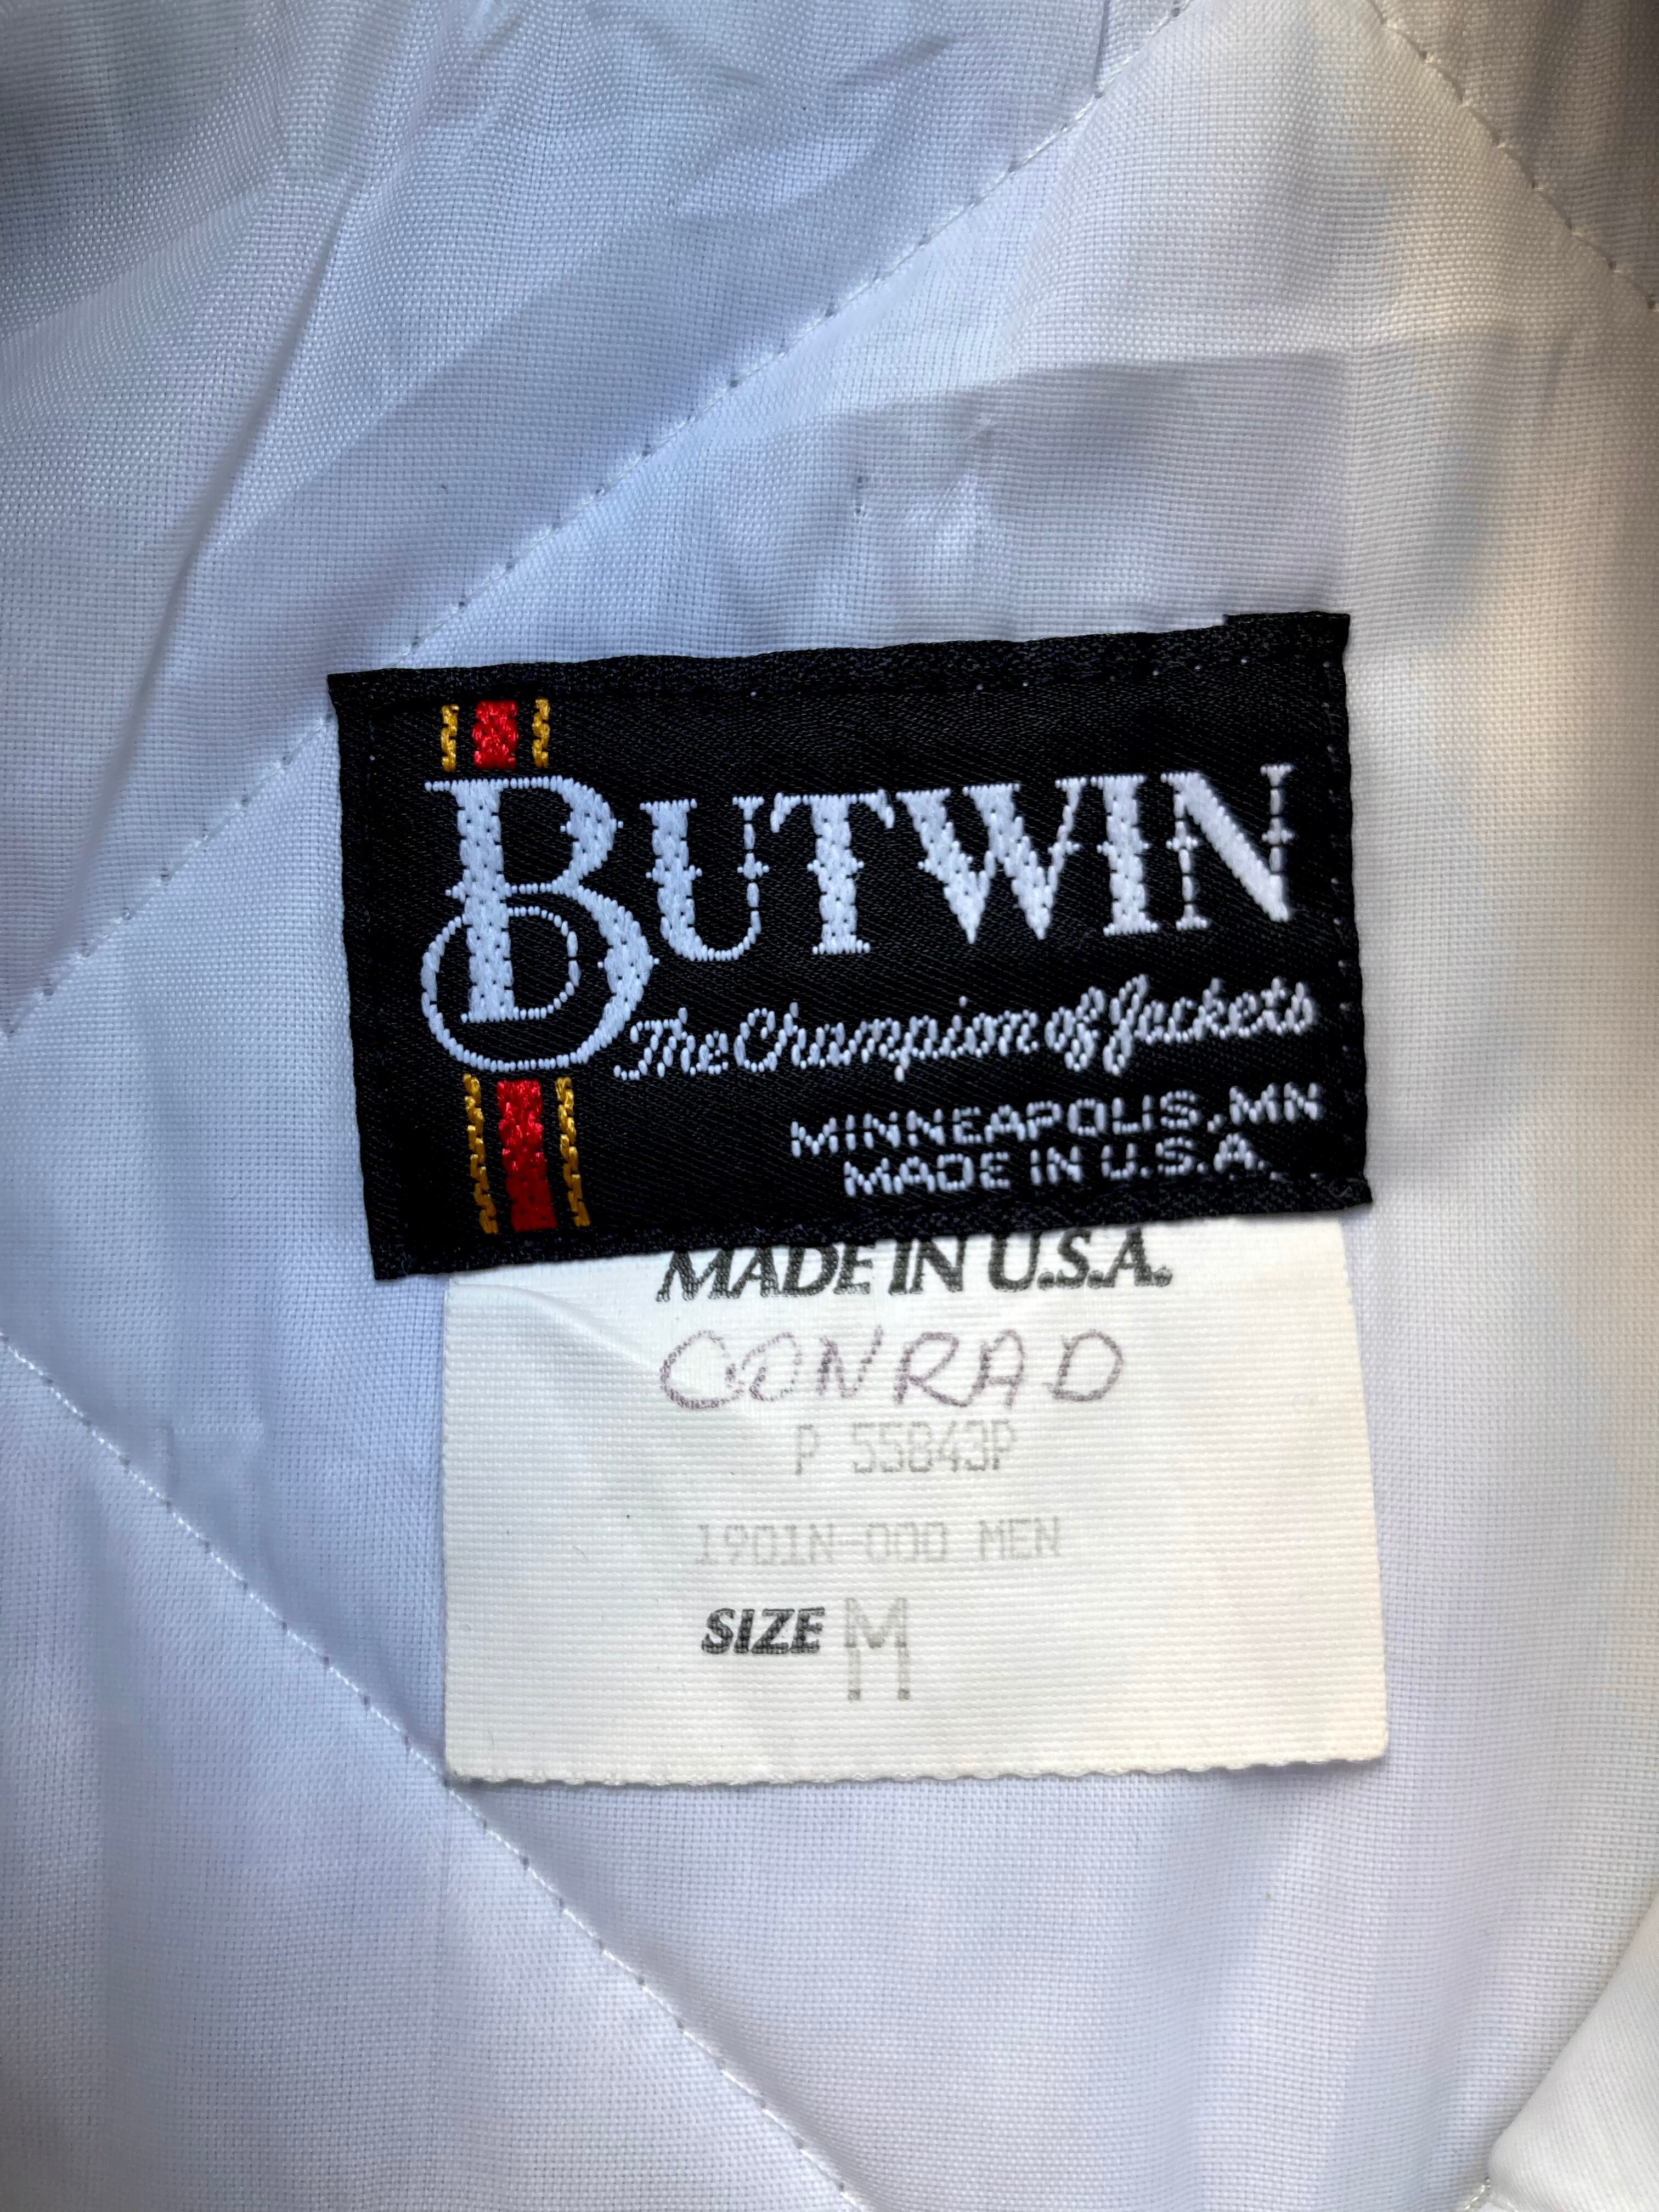 BUTWIN
The Champion of Jackets
MINNEAPOLIS, MN
MADE IN U.S.A.
MADE IN U.S.A.
CONRAD
P 55843P
1901N-000 MEN
SIZE M